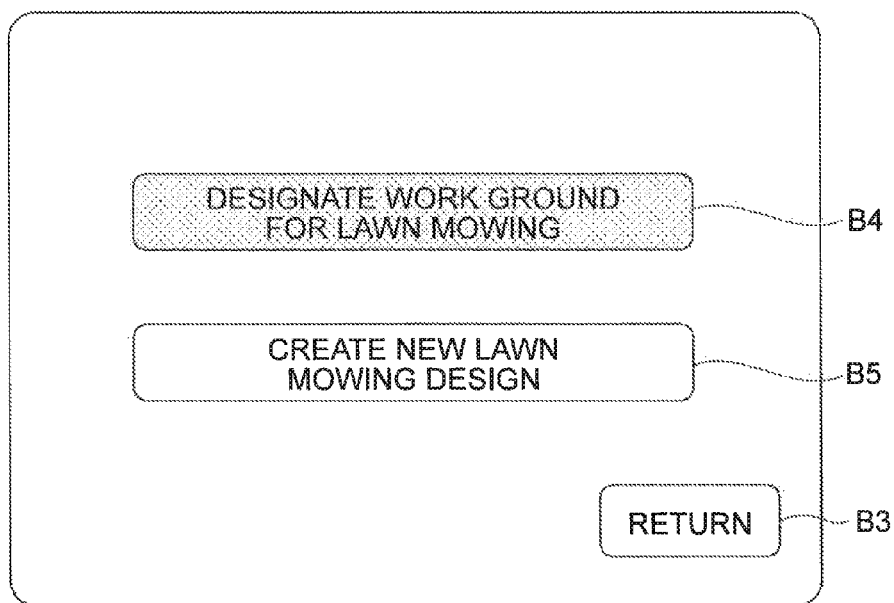 DESIGNATE WORK GROUND
FOR LAWN MOWING
B4
CREATE NEW LAWN
MOWING DESIGN
B5
RETURN
B3